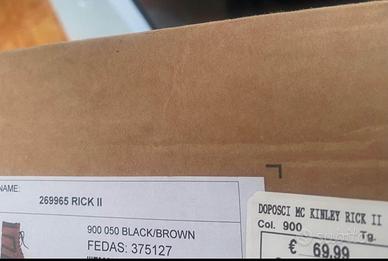 NAME:
269965 RICK II
900 050 BLACK/BROWN
FEDAS: 375127
DOPOSCI MC KINLEY RICK II
Col. 900
Tg.
€ 69,99